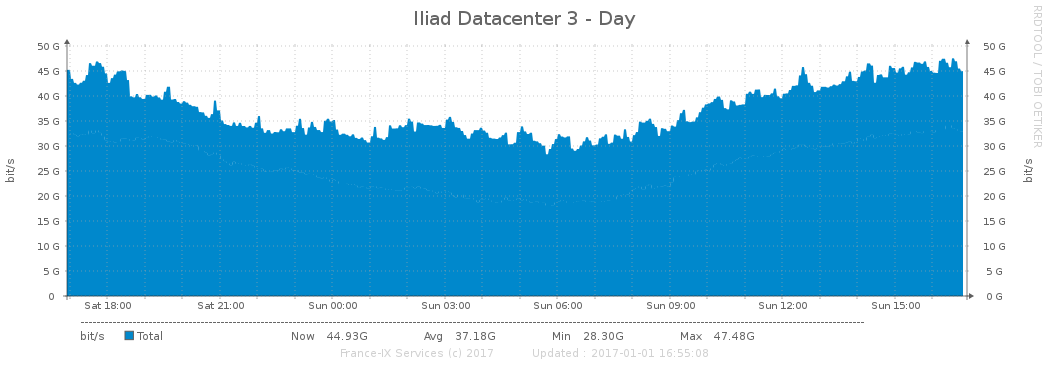 Iliad Datacenter 3 - Day
RRDTOOL / TOBI OETIKER
bit/s
50 G 50 G
45 G 45 G
40 G 40 G
35 G 35 G
30 G 30 G
25 G 25 G
20 G 20 G
15 G 15 G
10 G 10 G
5 G 5 G
0 0 G
bit/s
Sat 18:00 Sat 21:00 Sun 00:00 Sun 03:00 Sun 06:00 Sun 09:00 Sun 12:00 Sun 15:00
bit/s Total Now 44.93G Avg 37.18G Min 28.30G Max 47.48G
France-IX Services (c) 2017 Updated : 2017-01-01 16:55:08